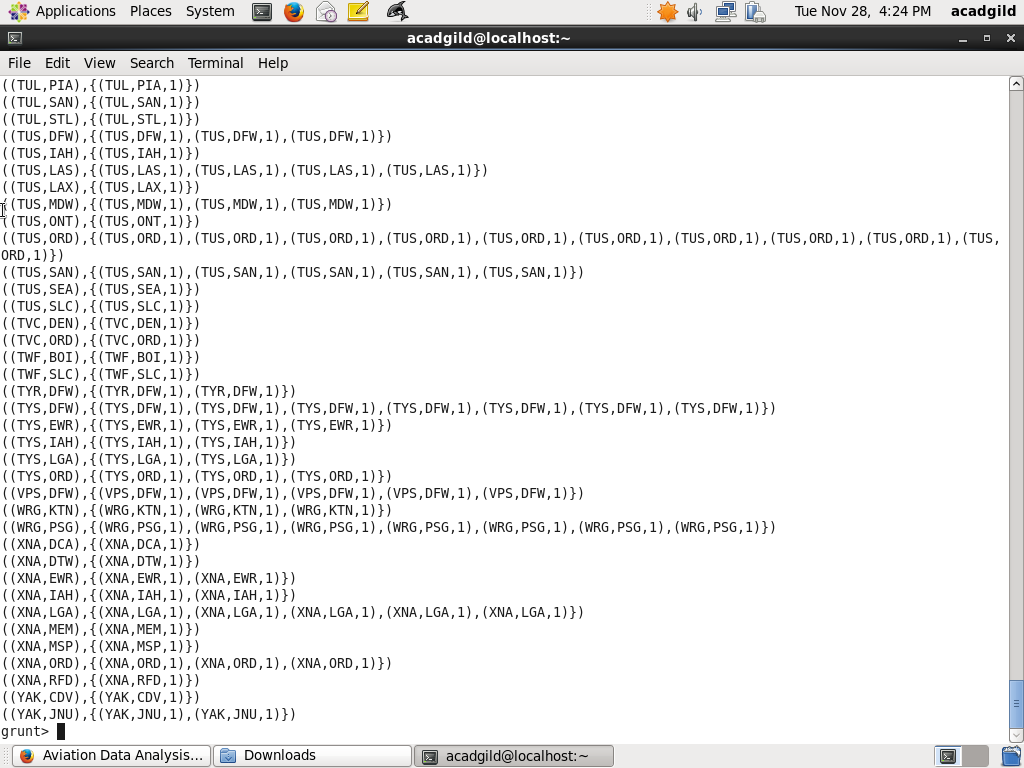 Applications Places System Tue Nov 28, 4:24 PM acadgild
acadgild@localhost:~
File Edit View Search Terminal Help
((TUL,PIA),{(TUL,PIA,1)})
((TUL,SAN),{(TUL,SAN,1)})
((TUL,STL),{(TUL,STL,1)})
((TUS,DFW),{(TUS,DFW,1),(TUS,DFW,1),(TUS,DFW,1)})
((TUS,IAH),{(TUS,IAH,1)})
((TUS,LAS),{(TUS,LAS,1),(TUS,LAS,1),(TUS,LAS,1),(TUS,LAS,1)})
((TUS,LAX),{(TUS,LAX,1)})
((TUS,MDW),{(TUS,MDW,1),(TUS,MDW,1),(TUS,MDW,1)})
((TUS,ONT),{(TUS,ONT,1)})
((TUS,ORD),{(TUS,ORD,1),(TUS,ORD,1),(TUS,ORD,1),(TUS,ORD,1),(TUS,ORD,1),(TUS,ORD,1),(TUS,ORD,1),(TUS,ORD,1),(TUS,ORD,1),(TUS,
ORD,1)})
((TUS,SAN),{(TUS,SAN,1),(TUS,SAN,1),(TUS,SAN,1),(TUS,SAN,1),(TUS,SAN,1)})
((TUS,SEA),{(TUS,SEA,1)})
((TUS,SLC),{(TUS,SLC,1)})
((TVC,DEN),{(TVC,DEN,1)})
((TVC,ORD),{(TVC,ORD,1)})
((TWF,BOI),{(TWF,BOI,1)})
((TWF,SLC),{(TWF,SLC,1)})
((TYR,DFW),{(TYR,DFW,1),(TYR,DFW,1)})
((TYS,DFW),{(TYS,DFW,1),(TYS,DFW,1),(TYS,DFW,1),(TYS,DFW,1),(TYS,DFW,1),(TYS,DFW,1),(TYS,DFW,1)})
((TYS,EWR),{(TYS,EWR,1),(TYS,EWR,1),(TYS,EWR,1)})
((TYS,IAH),{(TYS,IAH,1),(TYS,IAH,1)})
((TYS,LGA),{(TYS,LGA,1),(TYS,LGA,1)})
((TYS,ORD),{(TYS,ORD,1),(TYS,ORD,1),(TYS,ORD,1)})
((VPS,DFW),{(VPS,DFW,1),(VPS,DFW,1),(VPS,DFW,1),(VPS,DFW,1),(VPS,DFW,1)})
((WRG,KTN),{(WRG,KTN,1),(WRG,KTN,1),(WRG,KTN,1)})
((WRG,PSG),{(WRG,PSG,1),(WRG,PSG,1),(WRG,PSG,1),(WRG,PSG,1),(WRG,PSG,1),(WRG,PSG,1),(WRG,PSG,1)})
((XNA,DCA),{(XNA,DCA,1)})
((XNA,DTW),{(XNA,DTW,1)})
((XNA,EWR),{(XNA,EWR,1),(XNA,EWR,1)})
((XNA,IAH),{(XNA,IAH,1),(XNA,IAH,1)})
((XNA,LGA),{(XNA,LGA,1),(XNA,LGA,1),(XNA,LGA,1),(XNA,LGA,1),(XNA,LGA,1)})
((XNA,MEM),{(XNA,MEM,1)})
((XNA,MSP),{(XNA,MSP,1)})
((XNA,ORD),{(XNA,ORD,1),(XNA,ORD,1),(XNA,ORD,1)})
((XNA,RFD),{(XNA,RFD,1)})
((YAK,CDV),{(YAK,CDV,1)})
((YAK,JNU),{(YAK,JNU,1),(YAK,JNU,1)})
grunt>
Aviation Data Analysis... Downloads acadgild@localhost:~